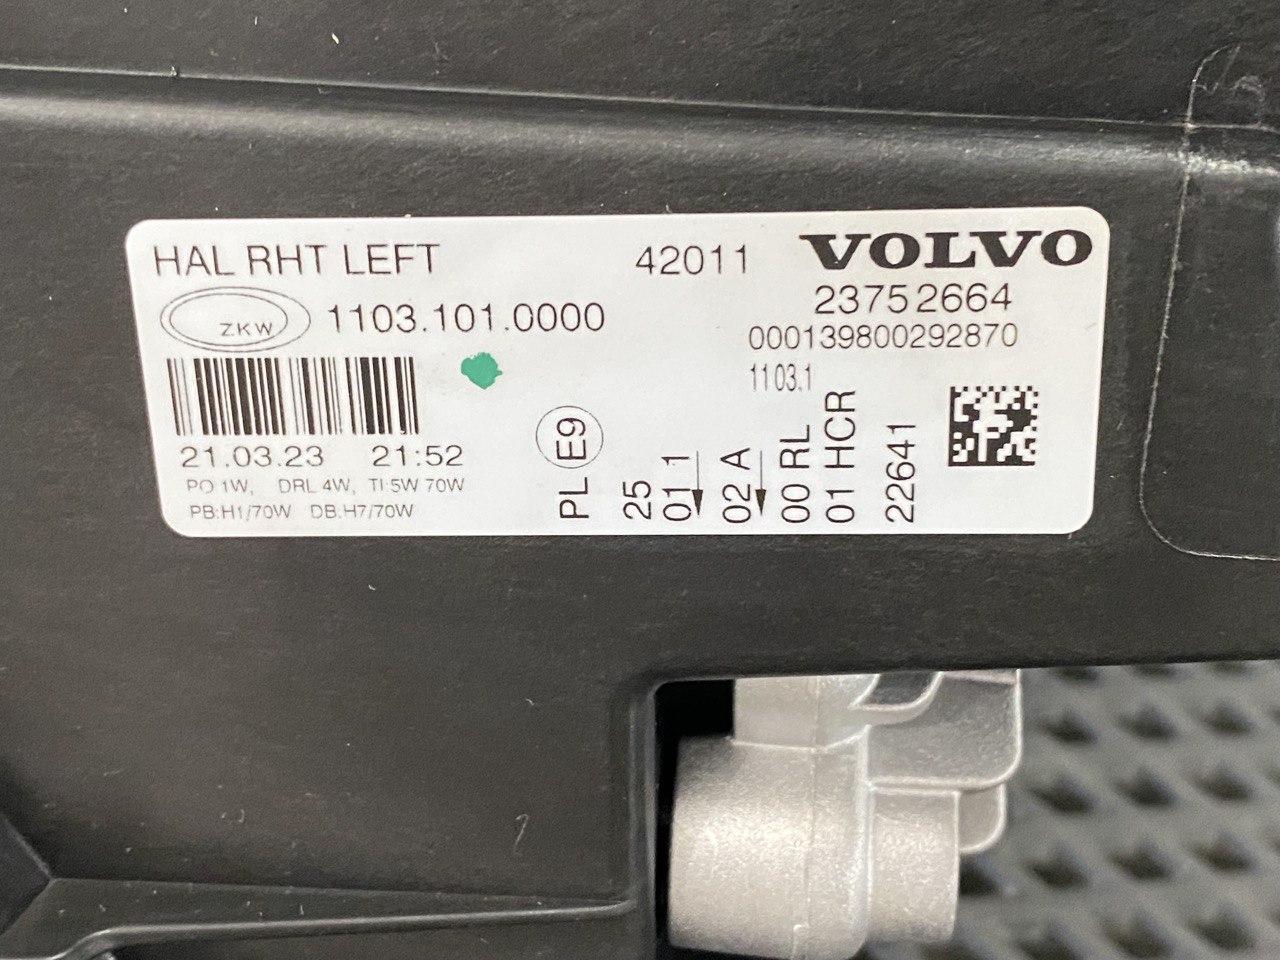 HAL RHT LEFT
42011
VOLVO
ZKW
1103.101.0000
23752664
000139800292870
1103.1
21.03.23 21:52
PO 1W, DRL 4W, TI:5W 70W
PB:H1/70W DB:H7/70W
PL E9
25
01 1
02 A
00 RL
01 HCR
22641